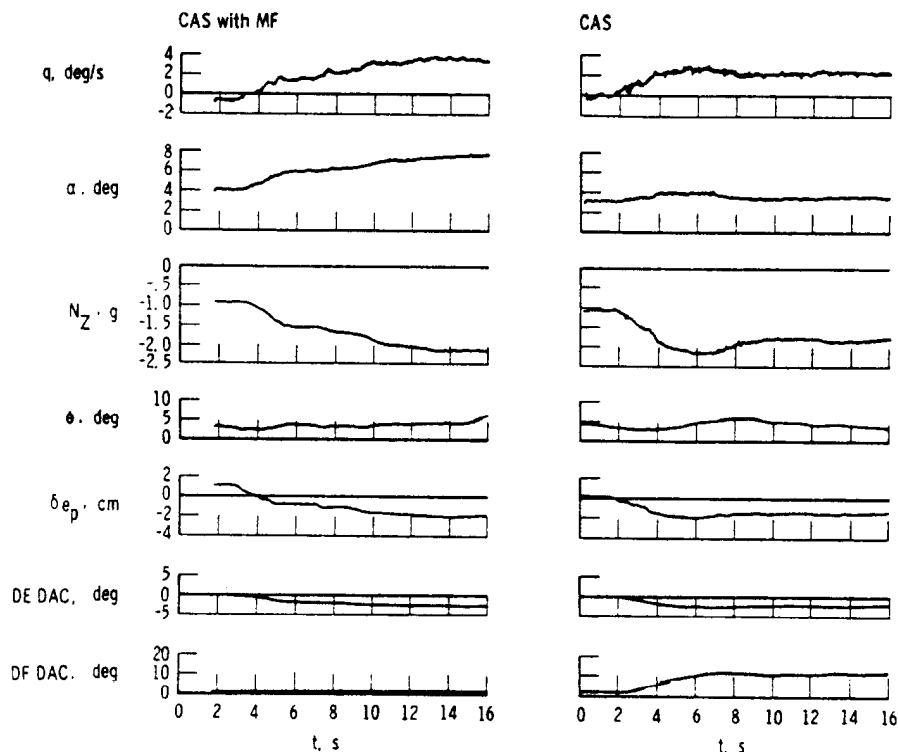 CAS with MF
CAS
q, deg/s
4
2
0
-2
α, deg
8
6
4
2
0
N_Z, g
0
-.5
-1.0
-1.5
-2.0
-2.5
θ, deg
10
5
0
δe_p, cm
2
0
-2
-4
DE DAC, deg
5
0
-5
DF DAC, deg
20
10
0
0 2 4 6 8 10 12 14 16
0 2 4 6 8 10 12 14 16
t, s
t, s